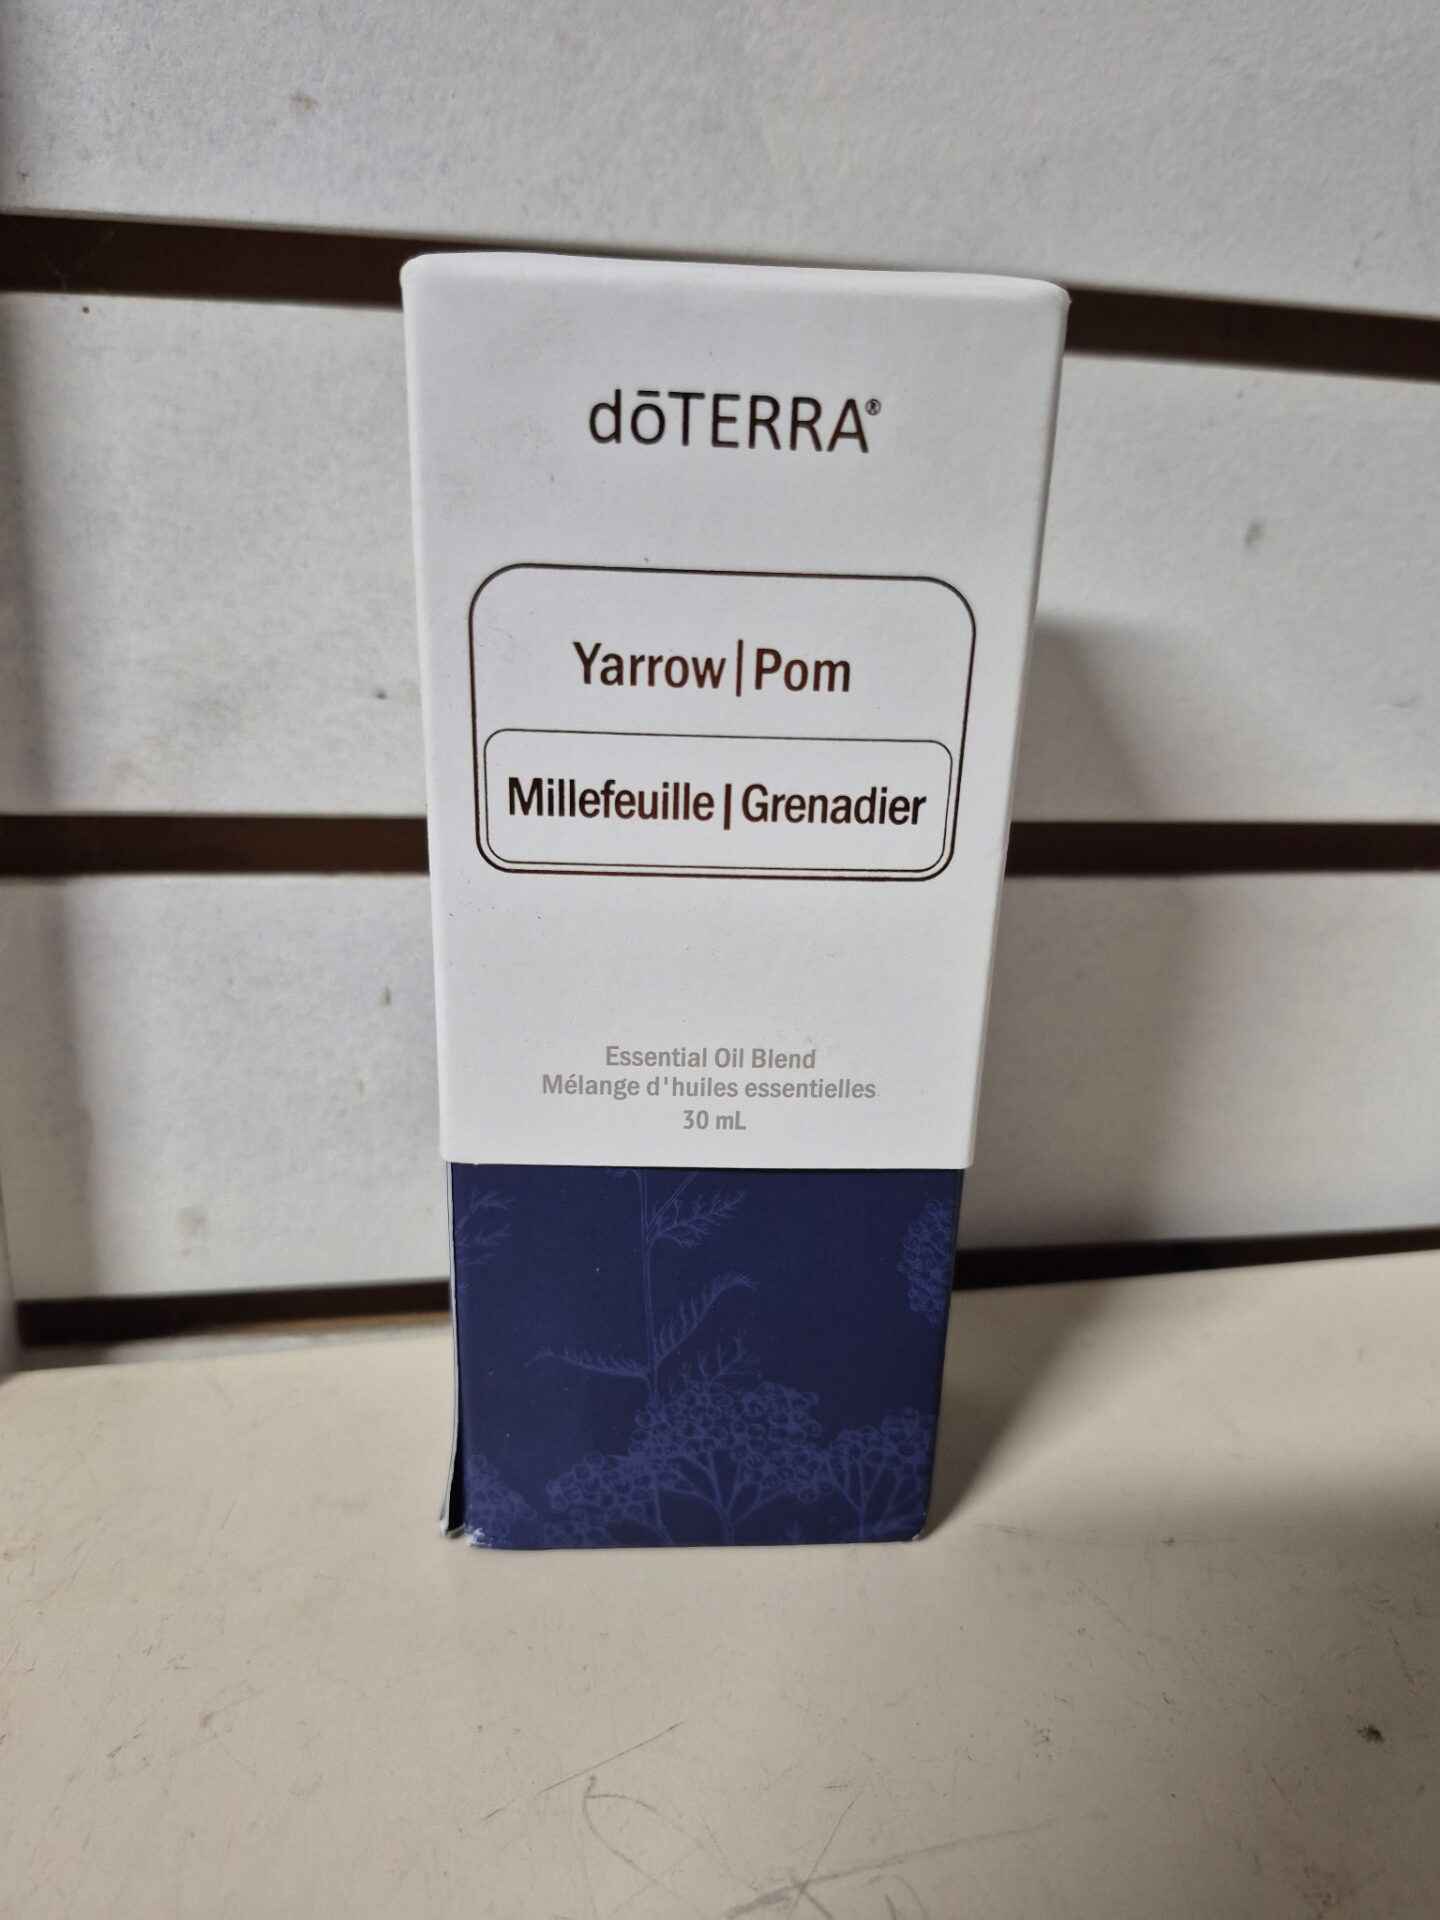 dōTERRA®
Yarrow|Pom
Millefeuille|Grenadier
Essential Oil Blend
Mélange d'huiles essentielles
30 mL